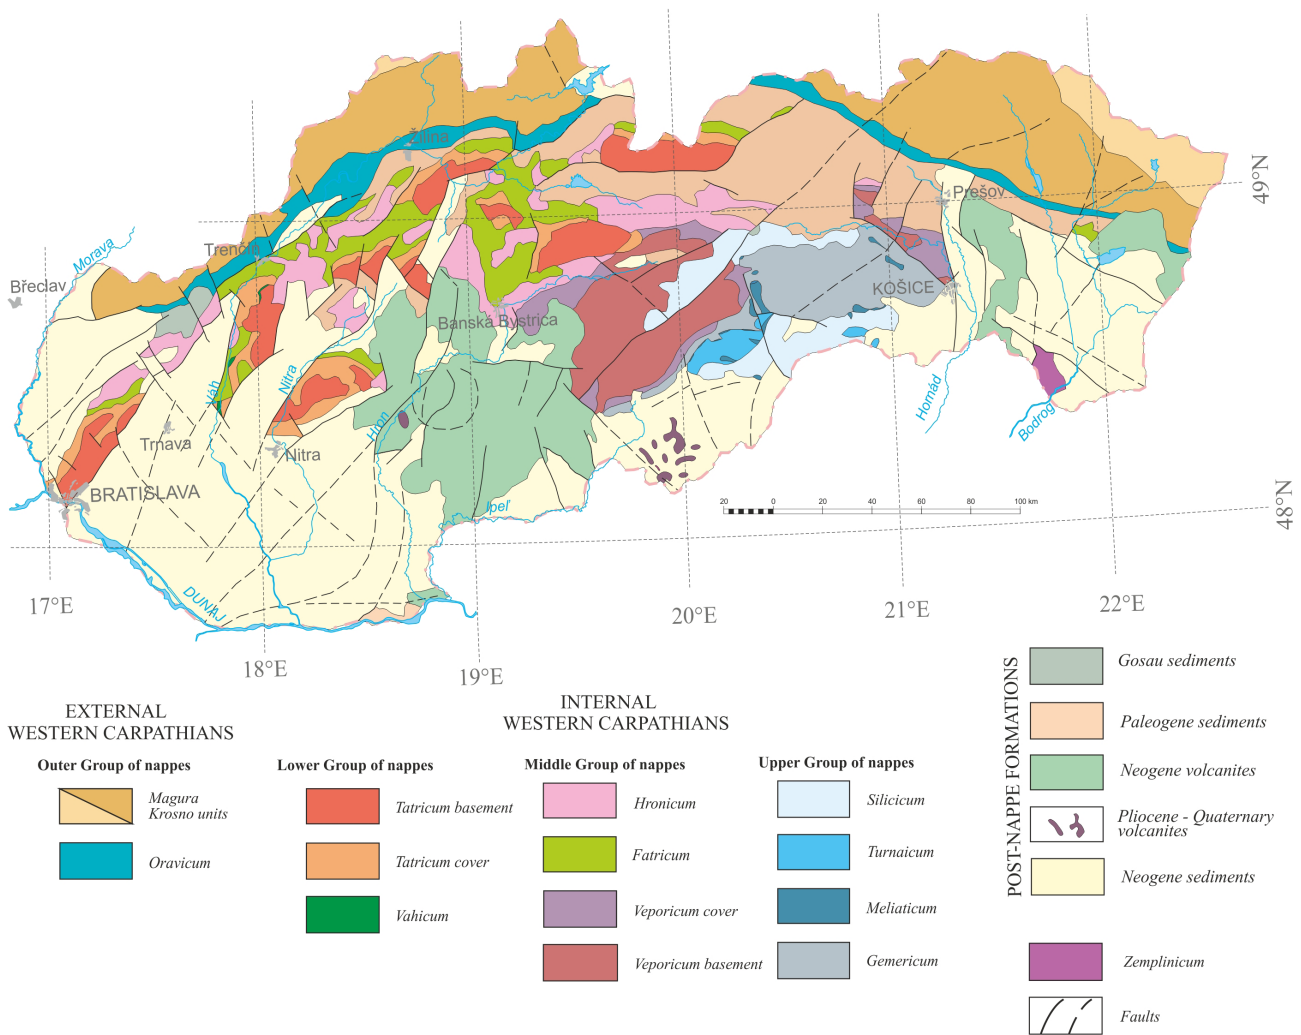 Žilina
49°N
Prešov
Trenčín
Morava
Břeclav
KOŠICE
Banská Bystrica
Váh
Nitra
Hron
Hornád
Bodrog
Trnava
Nitra
BRATISLAVA
Ipeľ
20 0 20 40 60 80 100 km
48°N
DUNAJ
17°E
18°E
19°E
20°E
21°E
22°E
EXTERNAL
WESTERN CARPATHIANS
Outer Group of nappes
Magura
Krosno units
Oravicum
INTERNAL
WESTERN CARPATHIANS
Lower Group of nappes
Tatricum basement
Tatricum cover
Vahicum
Middle Group of nappes
Hronicum
Fatricum
Veporicum cover
Veporicum basement
Upper Group of nappes
Silicicum
Turnaicum
Meliaticum
Gemericum
POST-NAPPE FORMATIONS
Gosau sediments
Paleogene sediments
Neogene volcanites
Pliocene - Quaternary
volcanites
Neogene sediments
Zemplinicum
Faults